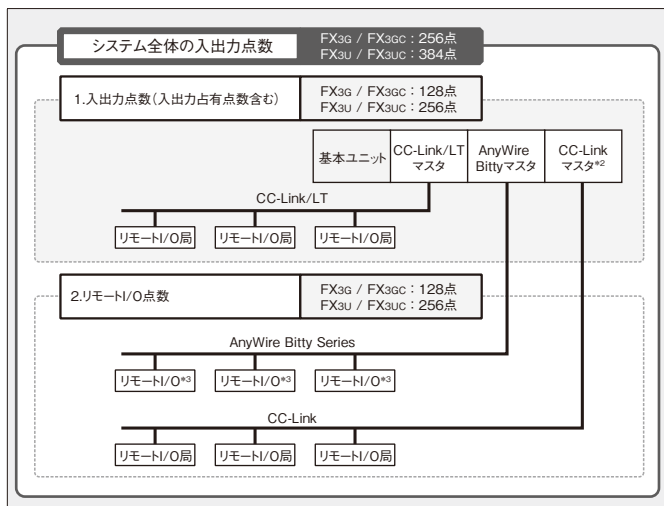 システム全体の入出力点数
FX3G / FX3GC：256点
FX3U / FX3UC：384点
1.入出力点数（入出力占有点数含む）
FX3G / FX3GC：128点
FX3U / FX3UC：256点
基本ユニット
CC-Link/LT
マスタ
AnyWire
Bittyマスタ
CC-Link
マスタ*2
CC-Link/LT
リモートI/O局
リモートI/O局
リモートI/O局
2.リモートI/O点数
FX3G / FX3GC：128点
FX3U / FX3UC：256点
AnyWire Bitty Series
リモートI/O*3
リモートI/O*3
リモートI/O*3
CC-Link
リモートI/O局
リモートI/O局
リモートI/O局